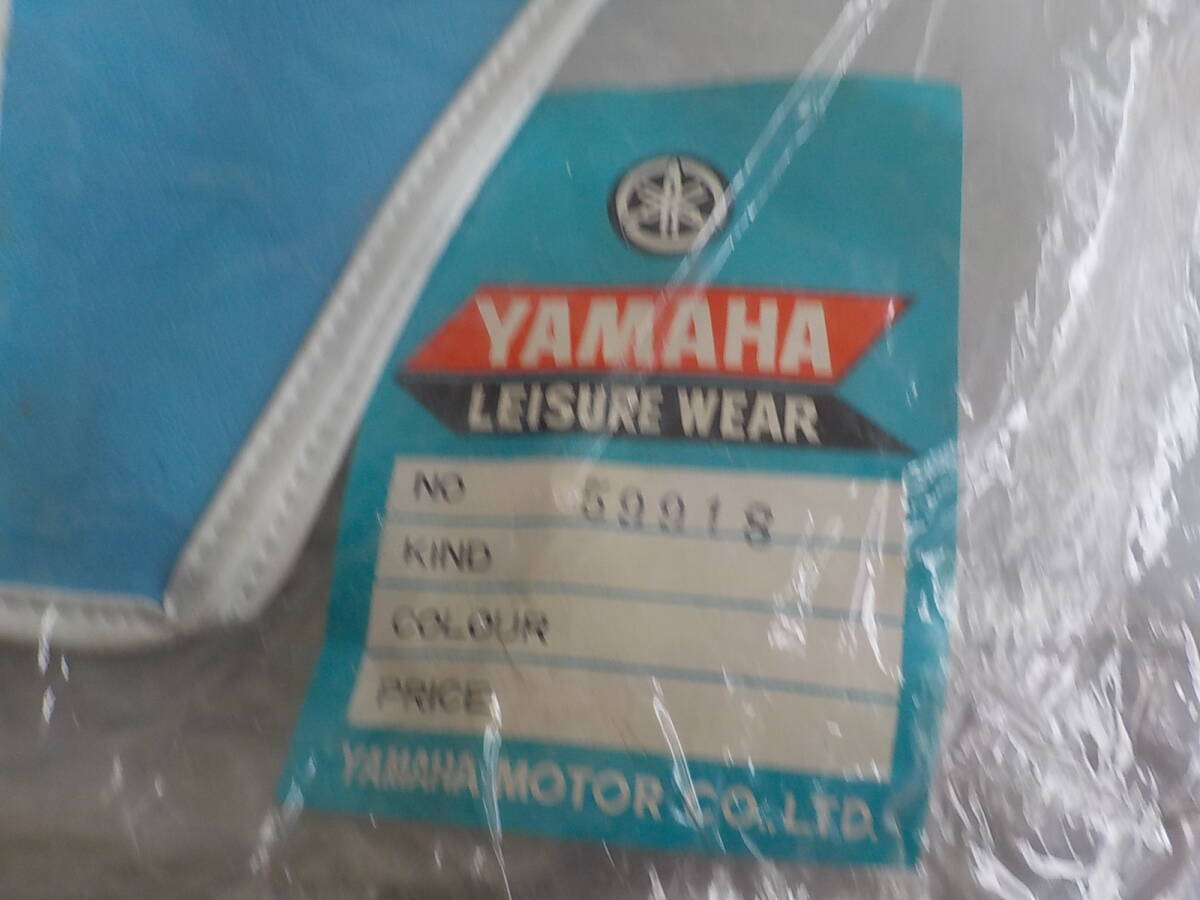 YAMAHA
LEISURE WEAR
NO 59918
KIND
COLOUR
PRICE
YAMAHA MOTOR CO. LTD.